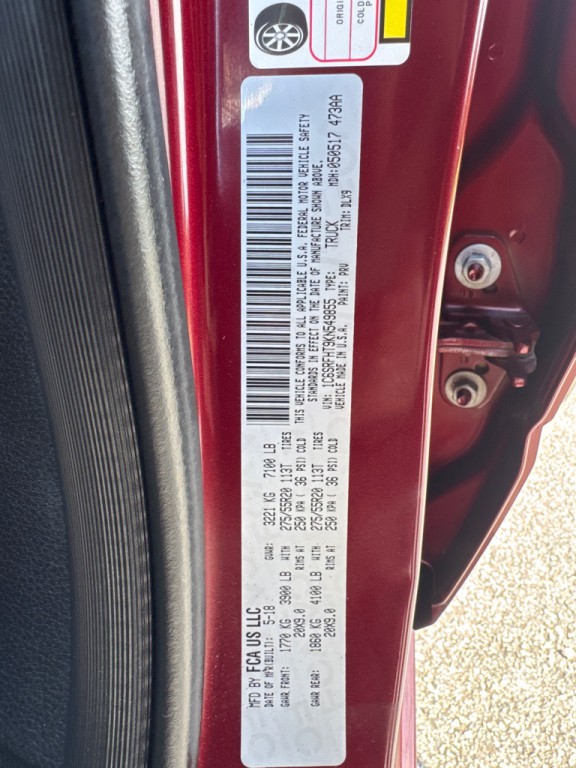 ORIGI
COLD
P
MFD BY FCA US LLC
DATE OF MFR(BUILT): 5-18 GVWR: 3221 KG 7100 LB
GAWR FRONT: 1770 KG 3900 LB WITH 275/55R20 113T TIRES
20X9.0 RIMS AT 250 KPA ( 36 PSI) COLD
GAWR REAR: 1860 KG 4100 LB WITH 275/55R20 113T TIRES
20X9.0 RIMS AT 250 KPA ( 36 PSI) COLD
THIS VEHICLE CONFORMS TO ALL APPLICABLE U.S.A. FEDERAL MOTOR VEHICLE SAFETY
STANDARDS IN EFFECT ON THE DATE OF MANUFACTURE SHOWN ABOVE.
VIN: 1C6SRFHT9KN549855 TYPE: TRUCK MDH:050517 473AA
VEHICLE MADE IN U.S.A. PAINT: PRV TRIM: DLX9